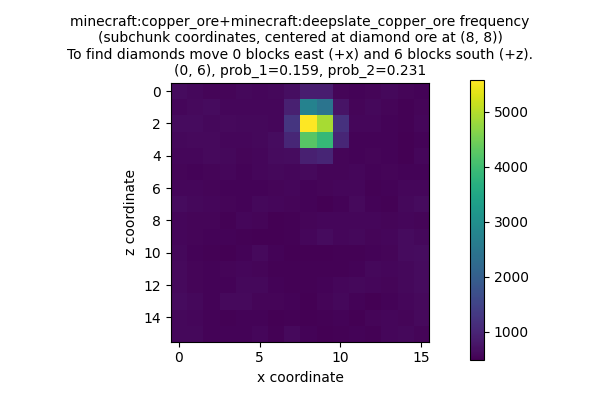 minecraft:copper_ore+minecraft:deepslate_copper_ore frequency
(subchunk coordinates, centered at diamond ore at (8, 8))
To find diamonds move 0 blocks east (+x) and 6 blocks south (+z).
(0, 6), prob_1=0.159, prob_2=0.231
0
2
4
6
8
10
12
14
z coordinate
0
5
10
15
x coordinate
5000
4000
3000
2000
1000